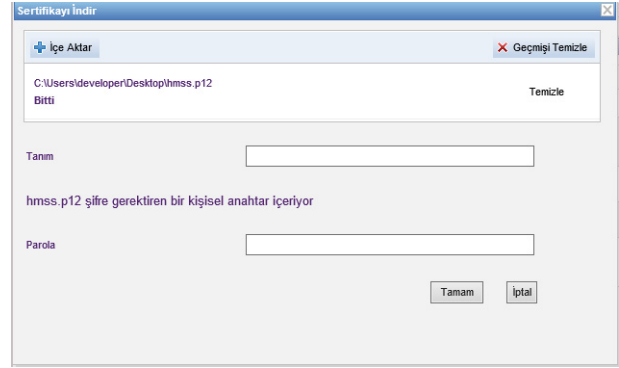 Sertifikayı İndir
İçe Aktar
Geçmişi Temizle
C:\Users\developer\Desktop\hmss.p12
Temizle
Bitti
Tanım
hmss.p12 şifre gerektiren bir kişisel anahtar içeriyor
Parola
Tamam
İptal